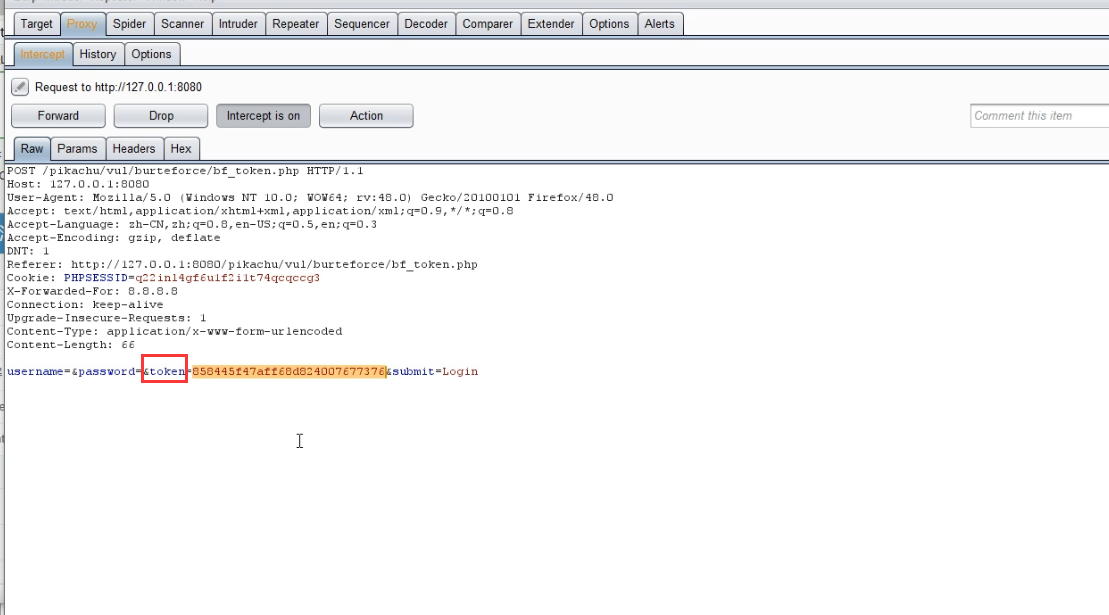 Target Proxy Spider Scanner Intruder Repeater Sequencer Decoder Comparer Extender Options Alerts
Intercept History Options
Request to http://127.0.0.1:8080
Forward Drop Intercept is on Action Comment this item
Raw Params Headers Hex
POST /pikachu/vul/burteforce/bf_token.php HTTP/1.1
Host: 127.0.0.1:8080
User-Agent: Mozilla/5.0 (Windows NT 10.0; WOW64; rv:48.0) Gecko/20100101 Firefox/48.0
Accept: text/html,application/xhtml+xml,application/xml;q=0.9,*/*;q=0.8
Accept-Language: zh-CN,zh;q=0.8,en-US;q=0.5,en;q=0.3
Accept-Encoding: gzip, deflate
DNT: 1
Referer: http://127.0.0.1:8080/pikachu/vul/burteforce/bf_token.php
Cookie: PHPSESSID=q22inl4gf6u1f2i1t74qcqccg3
X-Forwarded-For: 8.8.8.8
Connection: keep-alive
Upgrade-Insecure-Requests: 1
Content-Type: application/x-www-form-urlencoded
Content-Length: 66
username=&password=&token=858445f47aff68d824007677376&submit=Login